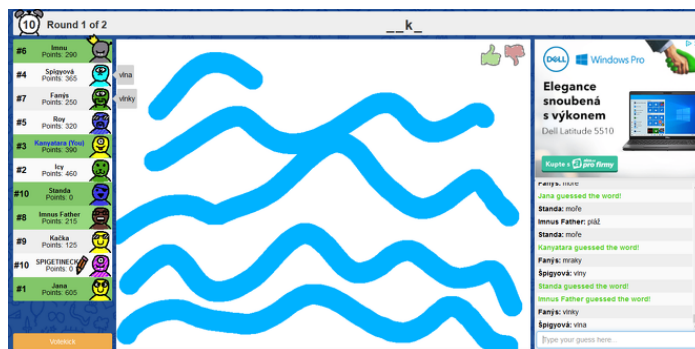 10
Round 1 of 2
__k_
#6 Imnu
Points: 290
#4 Spigyová
Points: 365
vlna
#7 Fanýs
Points: 250
vlnky
#5 Roy
Points: 320
#3 Kanyatara (You)
Points: 390
#2 Icy
Points: 460
#10 Standa
Points: 0
#8 Imnus Father
Points: 215
#9 Kačka
Points: 125
#10 SPIGETINECK
Points: 0
#1 Jana
Points: 605
Votekick
DELL Windows Pro
Elegance
snoubená
s výkonem
Dell Latitude 5510
Kupte s
pro firmy
Fanýs: moře
Jana guessed the word!
Standa: moře
Imnus Father: pláž
Standa: moře
Kanyatara guessed the word!
Fanýs: mraky
Špigyová: vlny
Standa guessed the word!
Imnus Father guessed the word!
Fanýs: vlnky
Špigyová: vlna
Type your guess here...